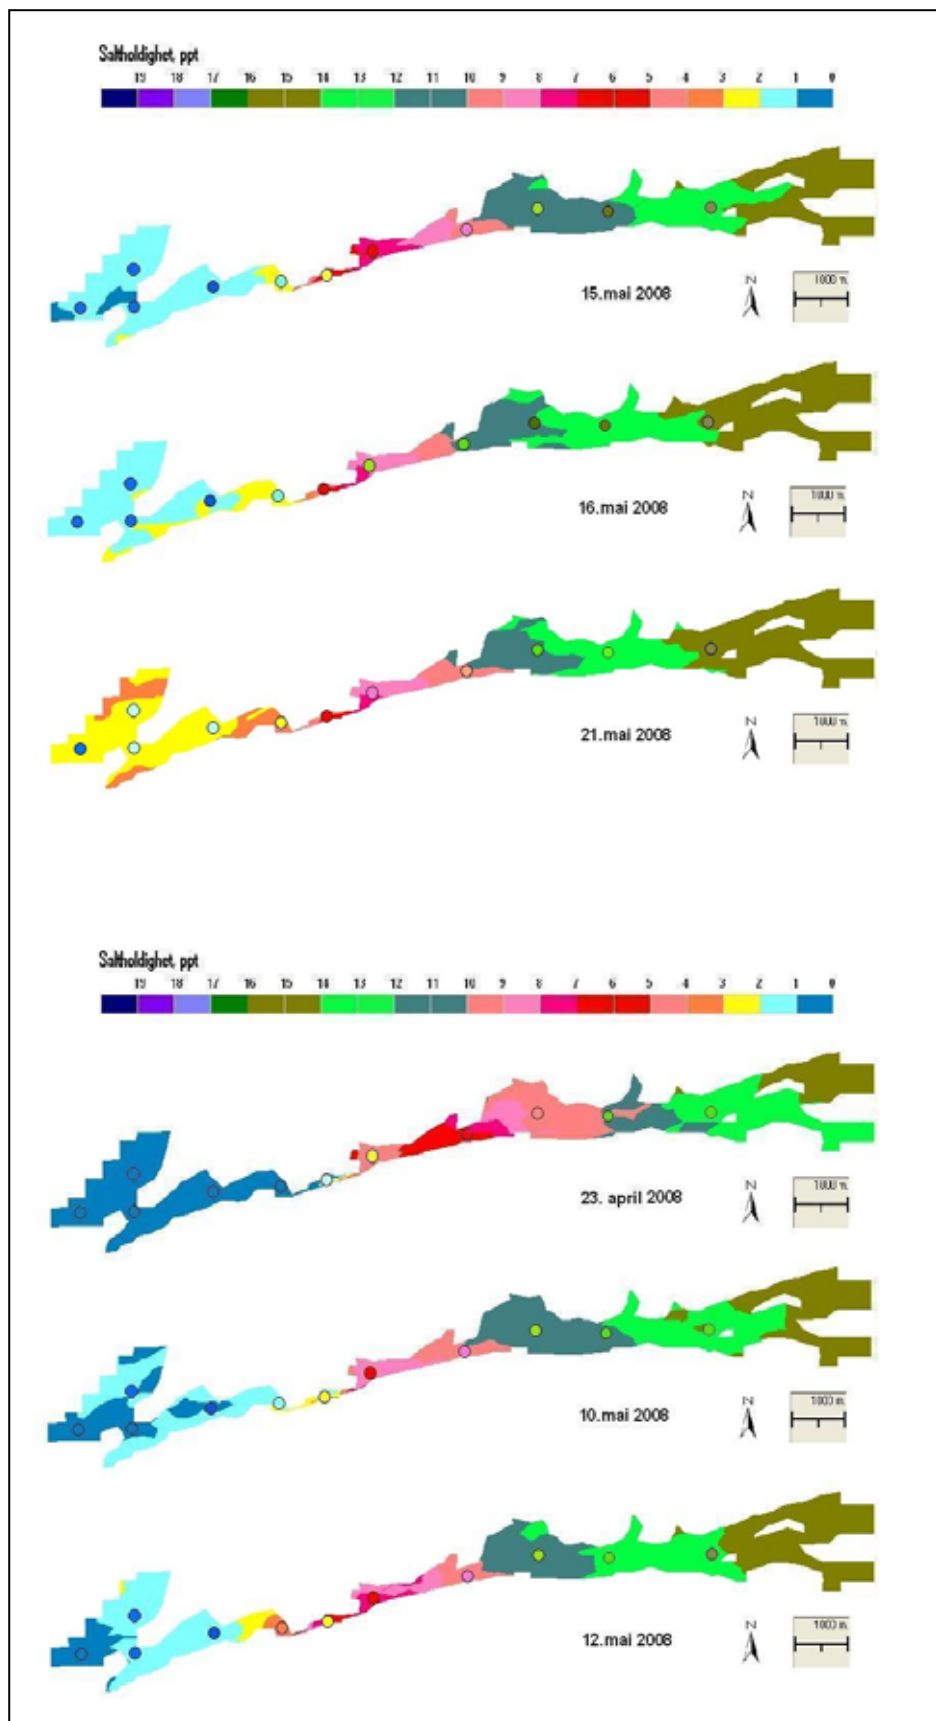 Saltholdighet, ppt
19 18 17 16 15 14 12 11 10 9 8 7 6 5 4 3 2 1 0
N
1000 m.
15.mai 2008
N
1000 m.
16.mai 2008
N
1000 m.
21.mai 2008
Saltholdighet, ppt
19 18 17 16 15 14 12 11 10 9 8 7 6 5 4 3 2 1 0
N
1000 m.
23. april 2008
N
1000 m.
10.mai 2008
N
1000 m.
12.mai 2008